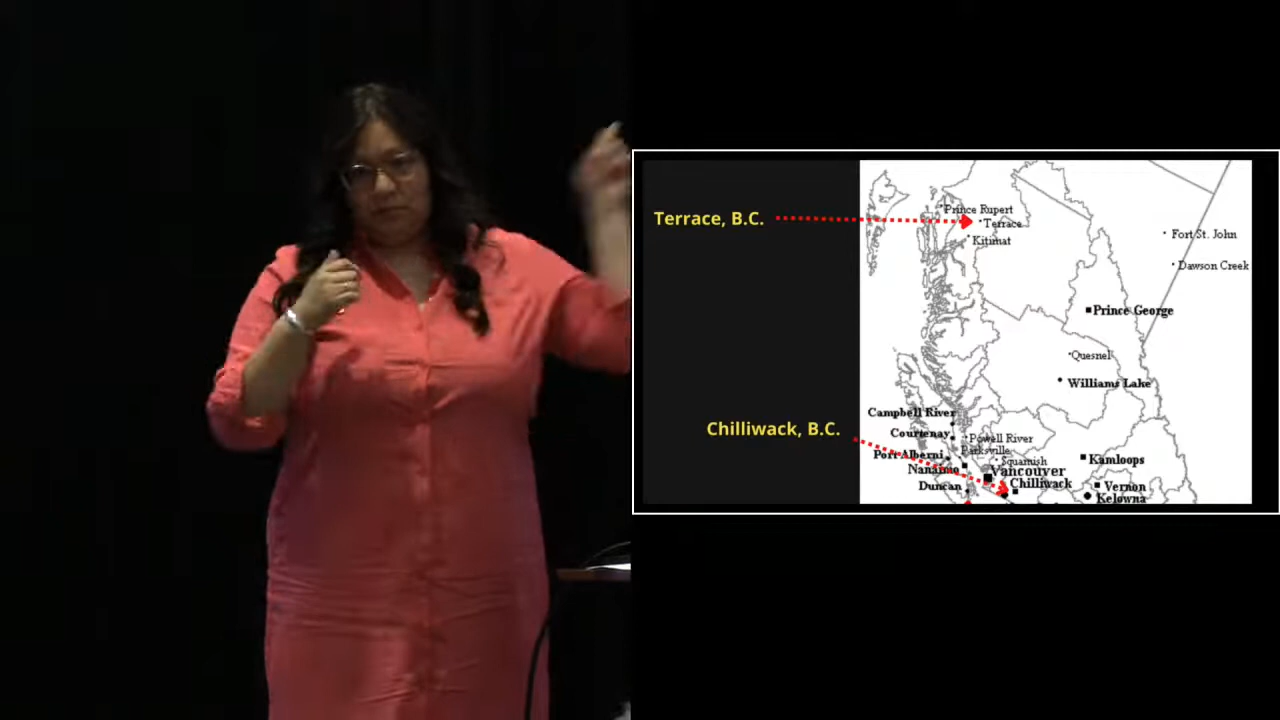 Terrace, B.C.
Prince Rupert
Terrace
Kitimat
Fort St. John
Dawson Creek
Prince George
Quesnel
Williams Lake
Chilliwack, B.C.
Campbell River
Courtenay
Powell River
Parksville
Port Alberni
Squamish
Kamloops
Nanaimo
Vancouver
Chilliwack
Duncan
Vernon
Kelowna